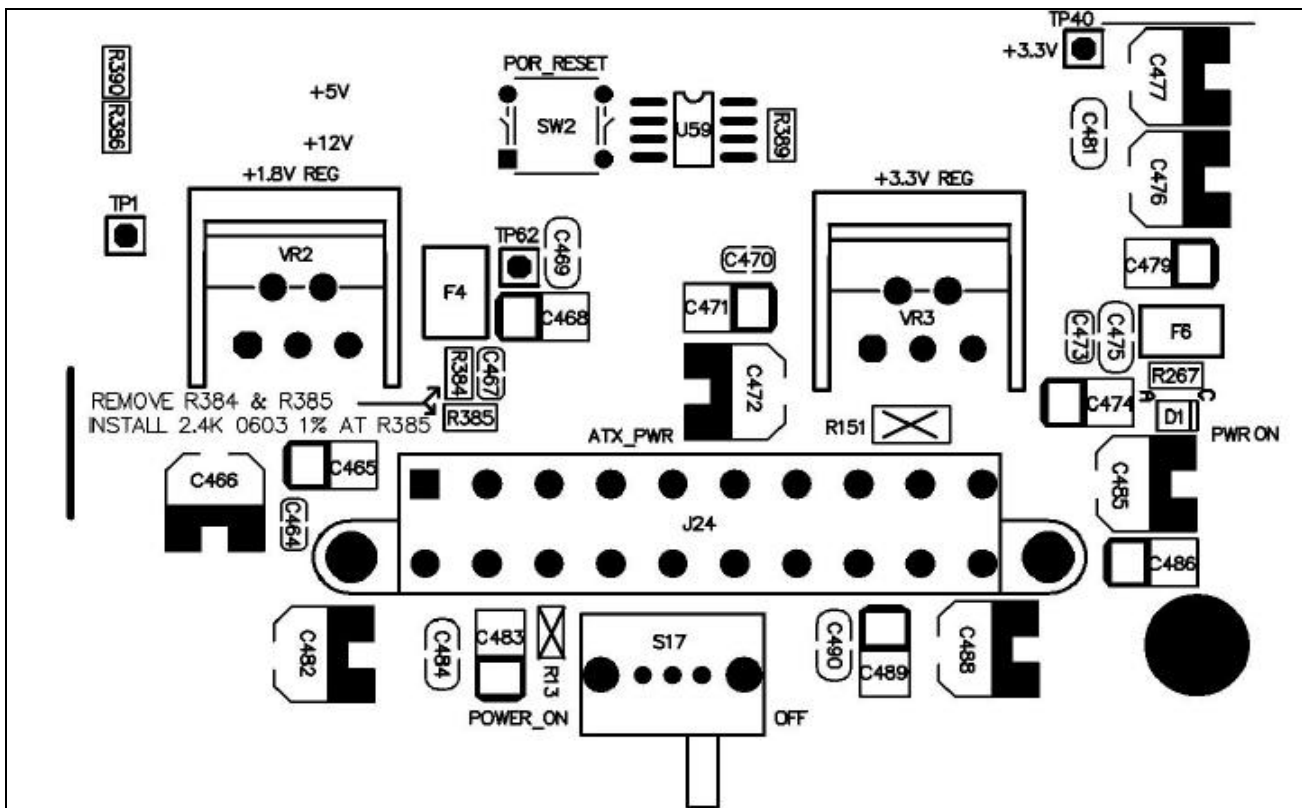 TP40
+3.3V
R390
R386
+5V
+12V
POR_RESET
SW2
U59
R389
C477
C481
C476
+1.8V REG
+3.3V REG
TP1
VR2
F4
TP62
C469
C468
C470
C471
VR3
C479
C473
C475
F6
R384
C467
C472
R267
A
C
C474
D1
REMOVE R384 & R385
INSTALL 2.4K 0603 1% AT R385
R385
R151
ATX_PWR
PWR ON
C466
C465
C464
J24
C485
C486
C482
C484
C483
R13
S17
C490
C489
C488
POWER_ON
OFF